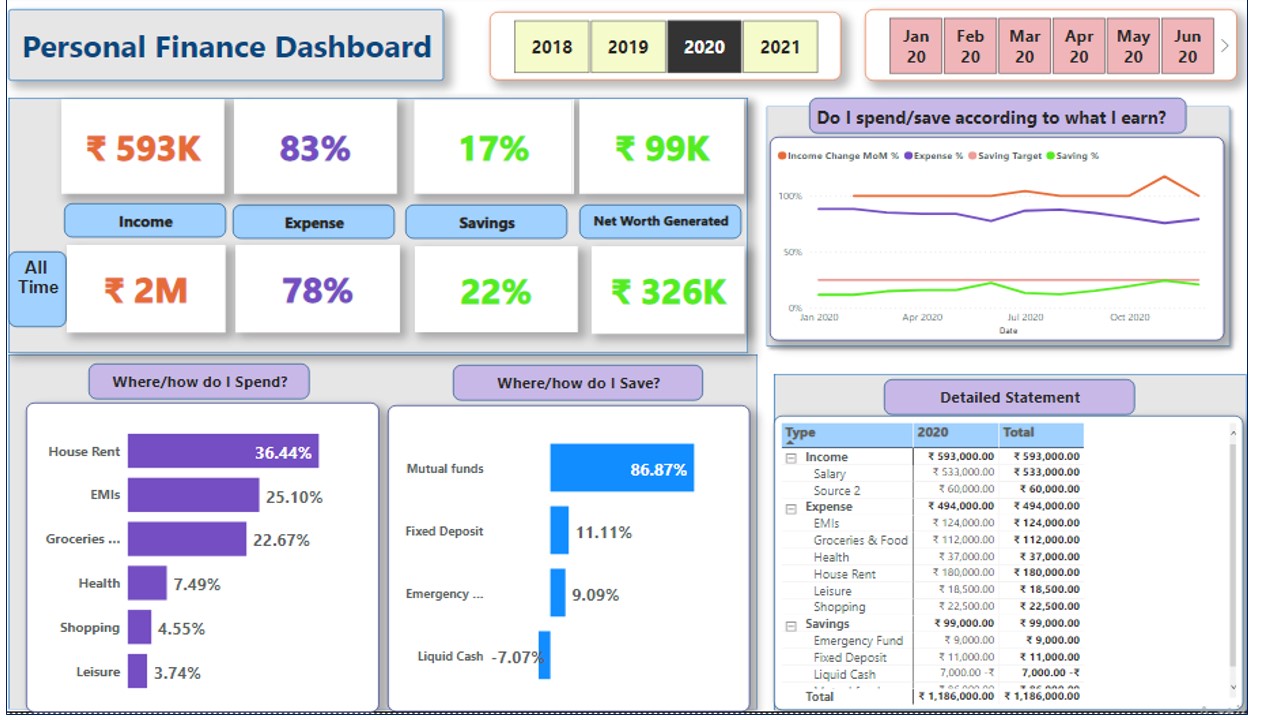 Personal Finance Dashboard
2018 2019 2020 2021
Jan 20 Feb 20 Mar 20 Apr 20 May 20 Jun 20
₹ 593K 83% 17% ₹ 99K
Income Expense Savings Net Worth Generated
All Time
₹ 2M 78% 22% ₹ 326K
Do I spend/save according to what I earn?
Income Change MoM % Expense % Saving Target Saving %
100%
50%
0%
Jan 2020 Apr 2020 Jul 2020 Oct 2020
Date
Where/how do I Spend?
House Rent 36.44%
EMIs 25.10%
Groceries ... 22.67%
Health 7.49%
Shopping 4.55%
Leisure 3.74%
Where/how do I Save?
Mutual funds 86.87%
Fixed Deposit 11.11%
Emergency ... 9.09%
Liquid Cash -7.07%
Detailed Statement
Type 2020 Total
Income ₹ 593,000.00 ₹ 593,000.00
Salary ₹ 533,000.00 ₹ 533,000.00
Source 2 ₹ 60,000.00 ₹ 60,000.00
Expense ₹ 494,000.00 ₹ 494,000.00
EMIs ₹ 124,000.00 ₹ 124,000.00
Groceries & Food ₹ 112,000.00 ₹ 112,000.00
Health ₹ 37,000.00 ₹ 37,000.00
House Rent ₹ 180,000.00 ₹ 180,000.00
Leisure ₹ 18,500.00 ₹ 18,500.00
Shopping ₹ 22,500.00 ₹ 22,500.00
Savings ₹ 99,000.00 ₹ 99,000.00
Emergency Fund ₹ 9,000.00 ₹ 9,000.00
Fixed Deposit ₹ 11,000.00 ₹ 11,000.00
Liquid Cash 7,000.00 -₹ 7,000.00 -₹
Total ₹ 1,186,000.00 ₹ 1,186,000.00